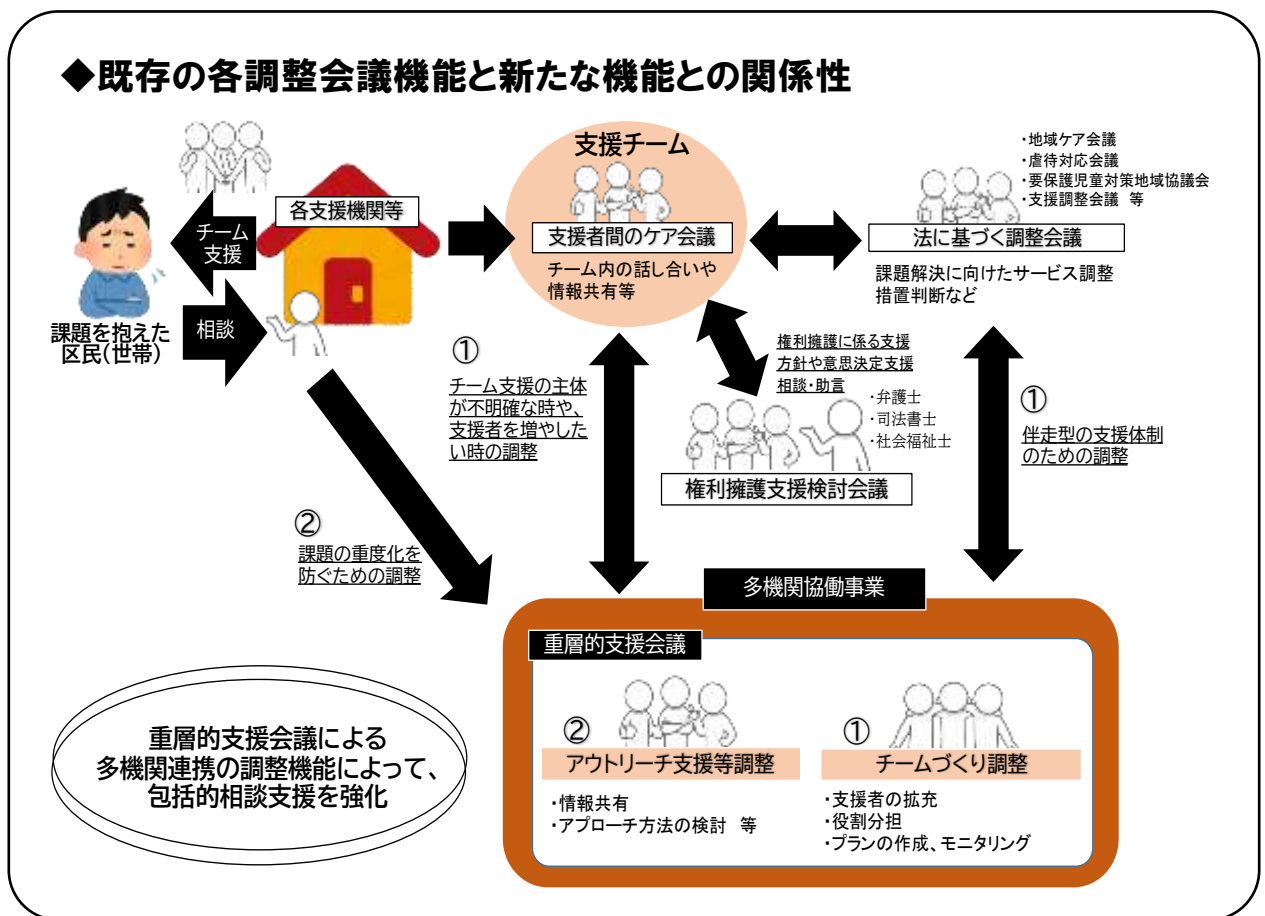 ◆既存の各調整会議機能と新たな機能との関係性
各支援機関等
チーム
支援
相談
課題を抱えた
区民(世帯)
支援チーム
支援者間のケア会議
チーム内の話し合いや
情報共有等
・地域ケア会議
・虐待対応会議
・要保護児童対策地域協議会
・支援調整会議 等
法に基づく調整会議
課題解決に向けたサービス調整
措置判断など
①
チーム支援の主体
が不明確な時や、
支援者を増やした
い時の調整
権利擁護に係る支援
方針や意思決定支援
相談・助言
・弁護士
・司法書士
・社会福祉士
権利擁護支援検討会議
①
伴走型の支援体制
のための調整
②
課題の重度化を
防ぐための調整
多機関協働事業
重層的支援会議
②
アウトリーチ支援等調整
・情報共有
・アプローチ方法の検討 等
①
チームづくり調整
・支援者の拡充
・役割分担
・プランの作成、モニタリング
重層的支援会議による
多機関連携の調整機能によって、
包括的相談支援を強化